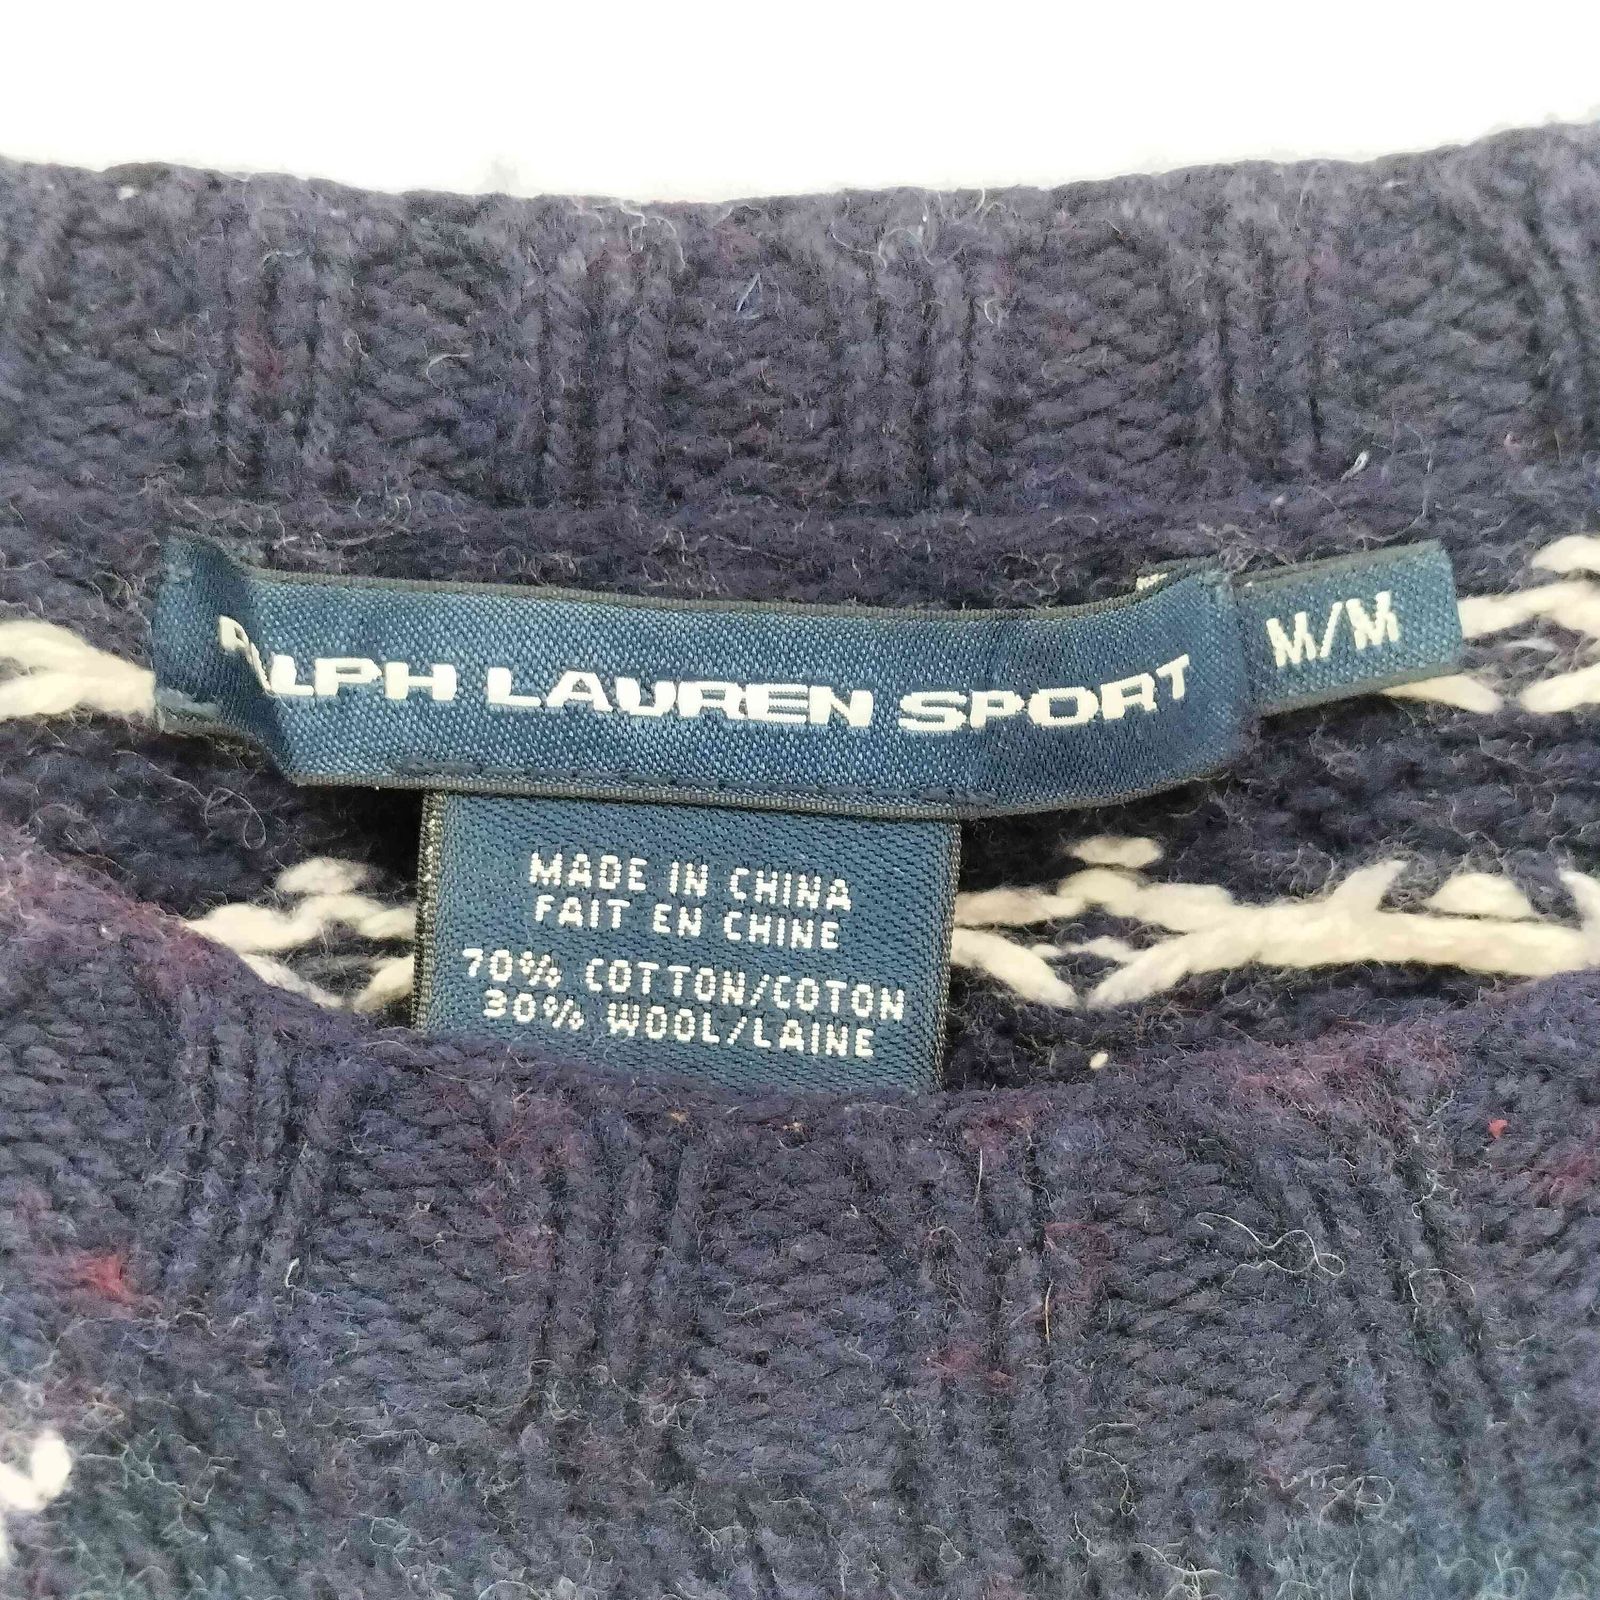 RALPH LAUREN SPORT
M/M
MADE IN CHINA
FAIT EN CHINE
70% COTTON/COTON
30% WOOL/LAINE